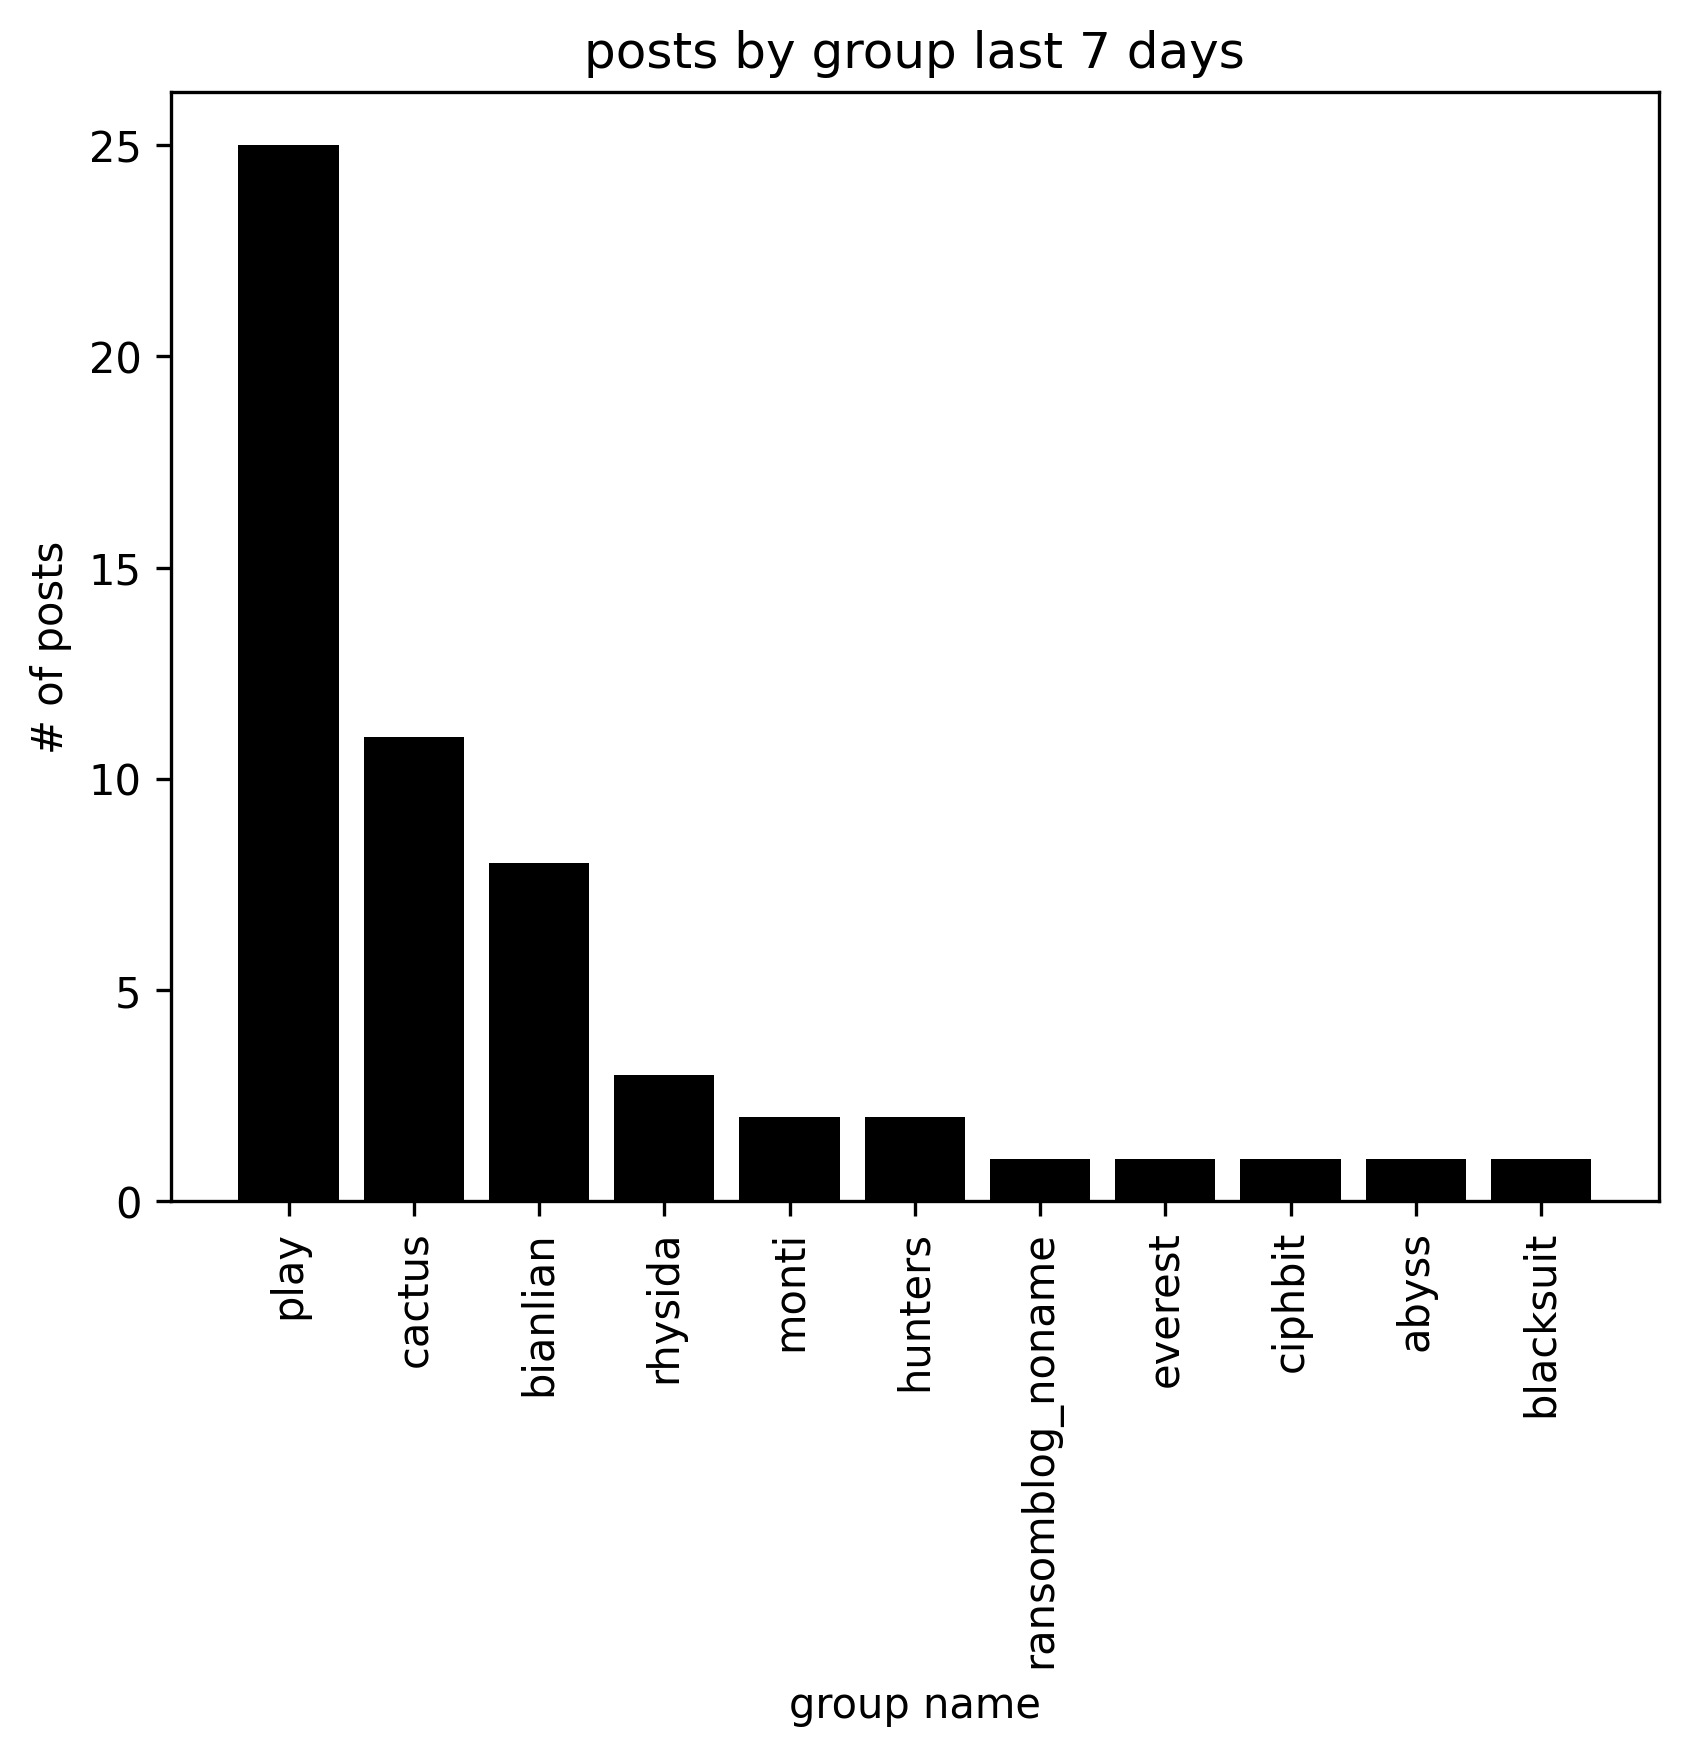 posts by group last 7 days
# of posts
25
20
15
10
5
0
play
cactus
bianlian
rhysida
monti
hunters
ransomblog_noname
everest
ciphbit
abyss
blacksuit
group name